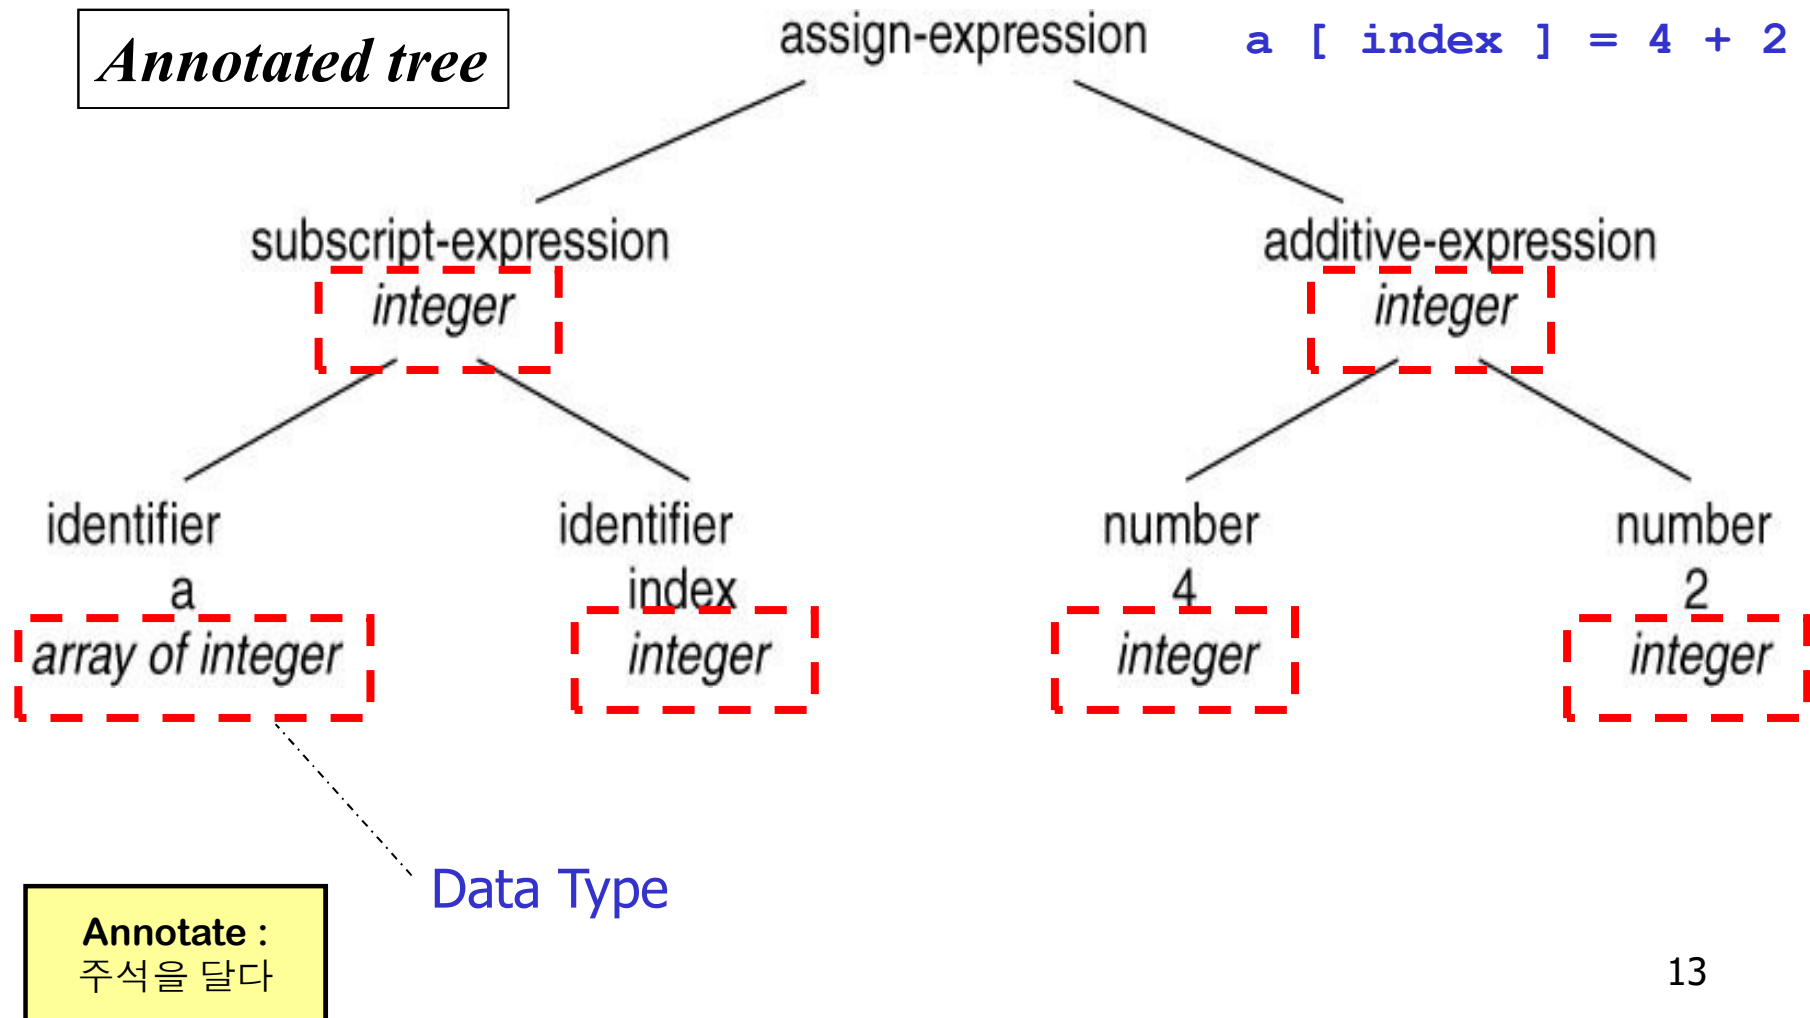 Annotated tree
assign-expression
a [ index ] = 4 + 2
subscript-expression
additive-expression
integer
integer
identifier
identifier
number
number
a
index
4
2
array of integer
integer
integer
integer
Data Type
Annotate :
주석을 달다
13